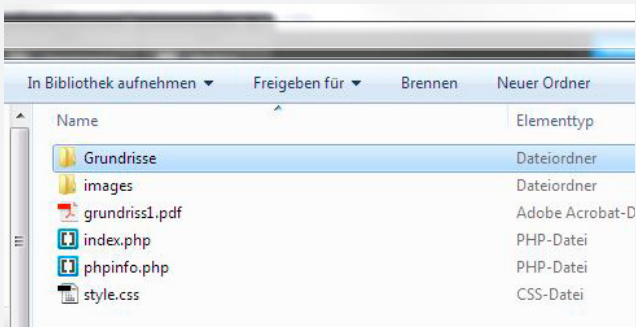 In Bibliothek aufnehmen Freigeben für Brennen Neuer Ordner
Name Elementtyp
Grundrisse Dateiordner
images Dateiordner
grundriss1.pdf Adobe Acrobat-D
index.php PHP-Datei
phpinfo.php PHP-Datei
style.css CSS-Datei